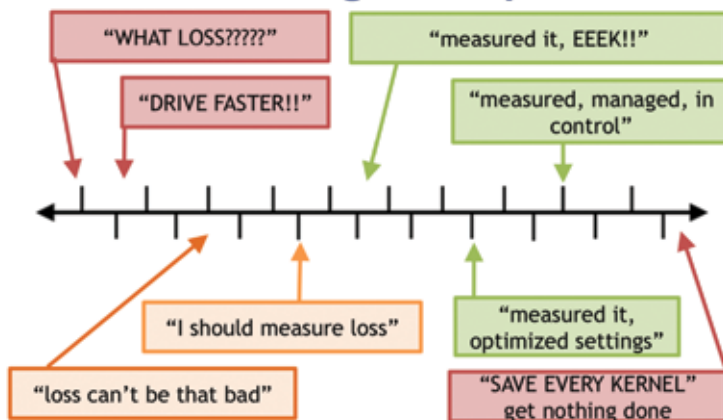 “WHAT LOSS?????”
“measured it, EEEK!!”
“DRIVE FASTER!!”
“measured, managed, in
control”
“I should measure loss”
“measured it,
optimized settings”
“loss can’t be that bad”
“SAVE EVERY KERNEL”
get nothing done